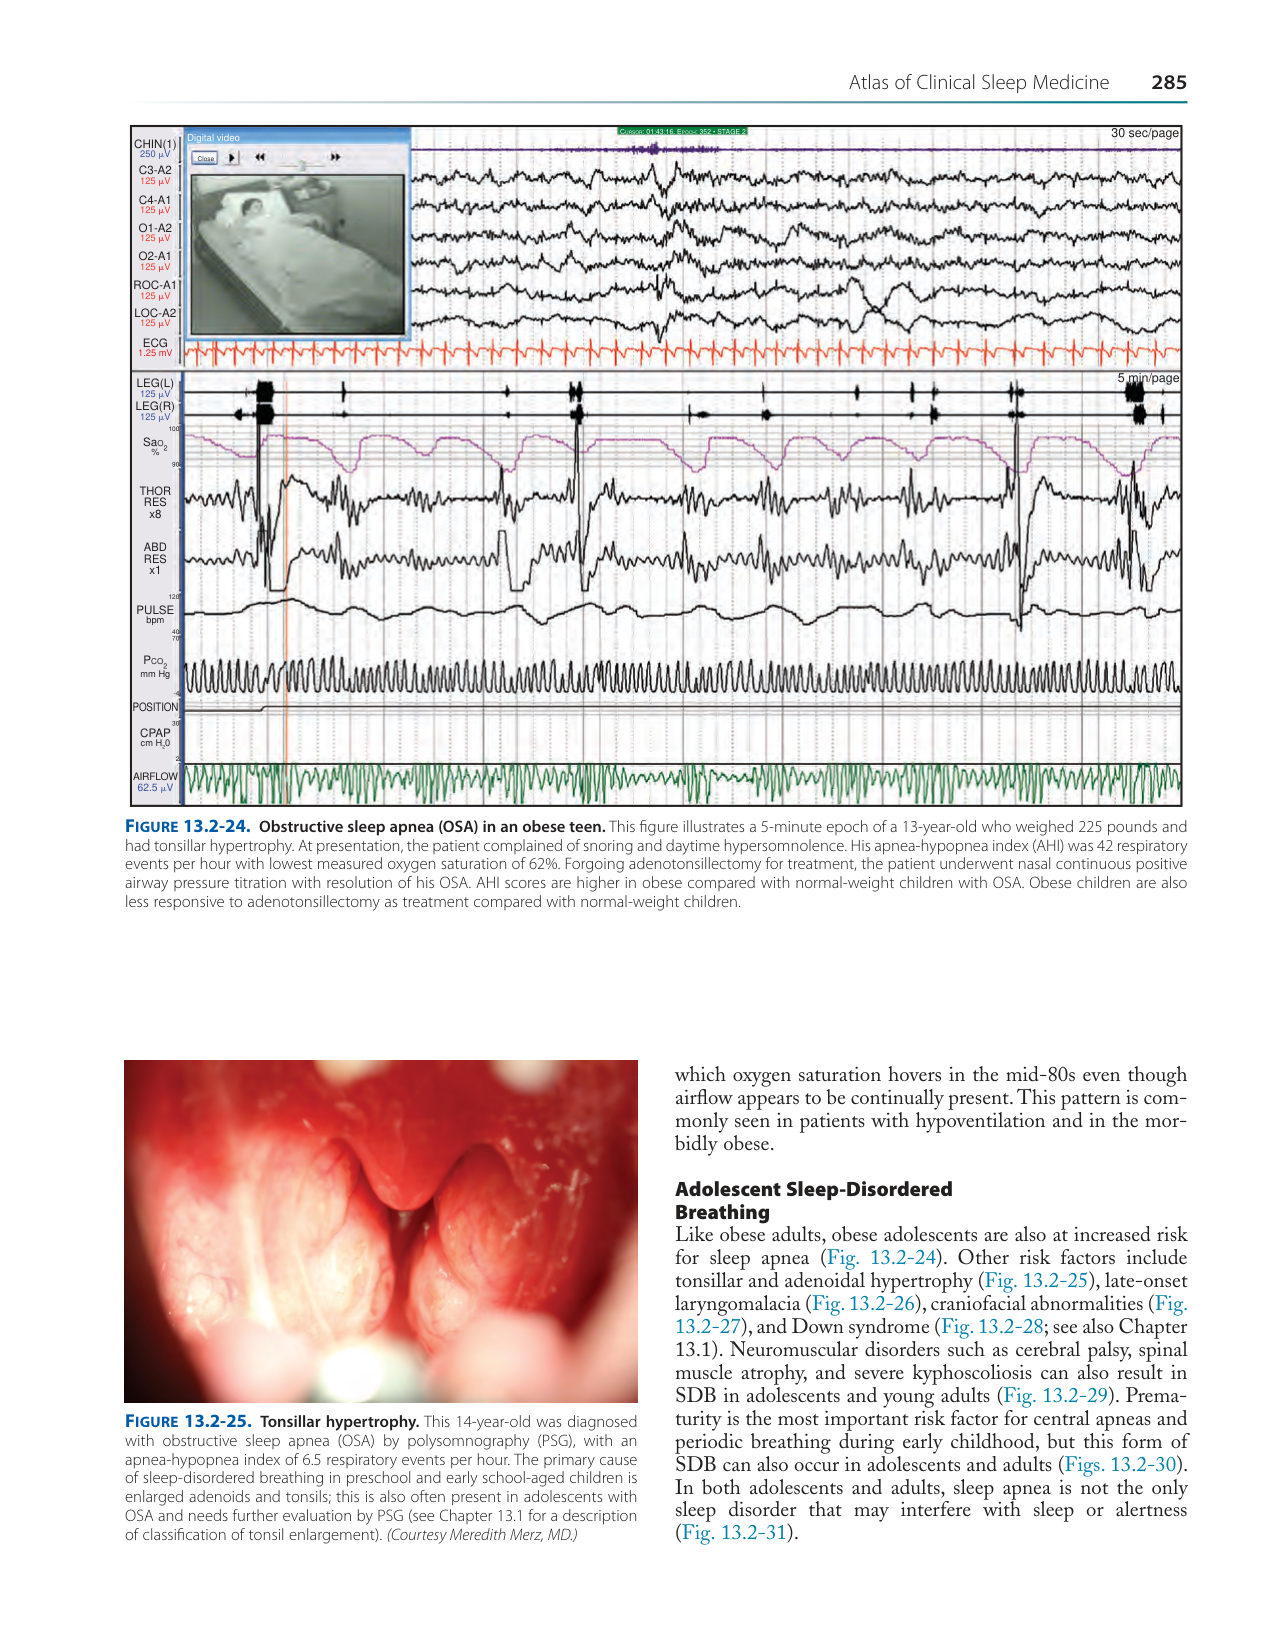 Atlas of Clinical Sleep Medicine 285
Digital video
Close
Cursor: 01:43:16, Epoch: 352 • STAGE 2
30 sec/page
CHIN(1)
250 µV
C3-A2
125 µV
C4-A1
125 µV
O1-A2
125 µV
O2-A1
125 µV
ROC-A1
125 µV
LOC-A2
125 µV
ECG
1.25 mV
5 min/page
LEG(L)
125 µV
LEG(R)
125 µV
100
SaO2
%
90
THOR
RES
x8
ABD
RES
x1
120
PULSE
bpm
40
70
PCO2
mm Hg
-4
POSITION
30
CPAP
cm H20
2
AIRFLOW
62.5 µV
FIGURE 13.2-24. Obstructive sleep apnea (OSA) in an obese teen. This figure illustrates a 5-minute epoch of a 13-year-old who weighed 225 pounds and
had tonsillar hypertrophy. At presentation, the patient complained of snoring and daytime hypersomnolence. His apnea-hypopnea index (AHI) was 42 respiratory
events per hour with lowest measured oxygen saturation of 62%. Forgoing adenotonsillectomy for treatment, the patient underwent nasal continuous positive
airway pressure titration with resolution of his OSA. AHI scores are higher in obese compared with normal-weight children with OSA. Obese children are also
less responsive to adenotonsillectomy as treatment compared with normal-weight children.
FIGURE 13.2-25. Tonsillar hypertrophy. This 14-year-old was diagnosed
with obstructive sleep apnea (OSA) by polysomnography (PSG), with an
apnea-hypopnea index of 6.5 respiratory events per hour. The primary cause
of sleep-disordered breathing in preschool and early school-aged children is
enlarged adenoids and tonsils; this is also often present in adolescents with
OSA and needs further evaluation by PSG (see Chapter 13.1 for a description
of classification of tonsil enlargement). (Courtesy Meredith Merz, MD.)
which oxygen saturation hovers in the mid-80s even though
airflow appears to be continually present. This pattern is com-
monly seen in patients with hypoventilation and in the mor-
bidly obese.
Adolescent Sleep-Disordered
Breathing
Like obese adults, obese adolescents are also at increased risk
for sleep apnea (Fig. 13.2-24). Other risk factors include
tonsillar and adenoidal hypertrophy (Fig. 13.2-25), late-onset
laryngomalacia (Fig. 13.2-26), craniofacial abnormalities (Fig.
13.2-27), and Down syndrome (Fig. 13.2-28; see also Chapter
13.1). Neuromuscular disorders such as cerebral palsy, spinal
muscle atrophy, and severe kyphoscoliosis can also result in
SDB in adolescents and young adults (Fig. 13.2-29). Prema-
turity is the most important risk factor for central apneas and
periodic breathing during early childhood, but this form of
SDB can also occur in adolescents and adults (Figs. 13.2-30).
In both adolescents and adults, sleep apnea is not the only
sleep disorder that may interfere with sleep or alertness
(Fig. 13.2-31).